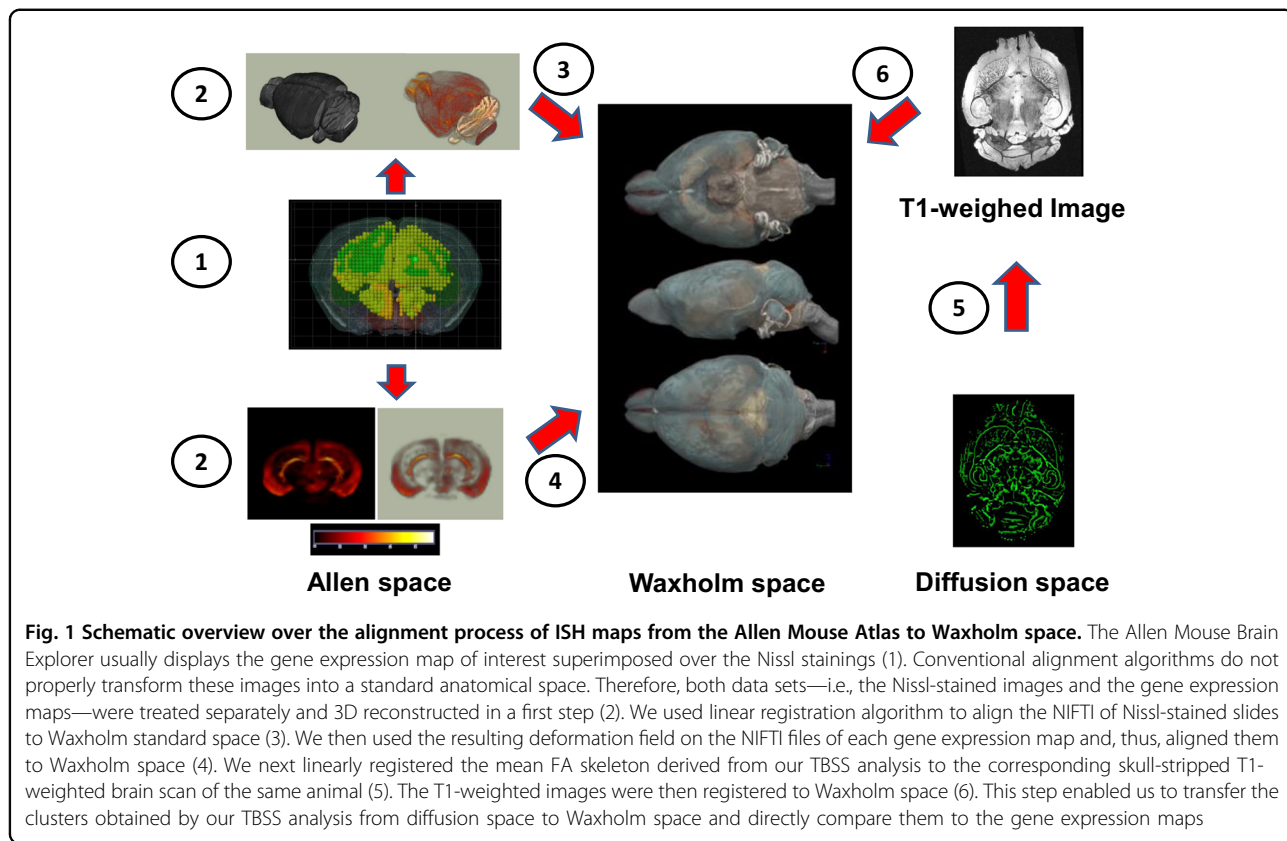 2
3
6
1
T1-weighed Image
5
2
4
Allen space
Waxholm space
Diffusion space
Fig. 1 Schematic overview over the alignment process of ISH maps from the Allen Mouse Atlas to Waxholm space. The Allen Mouse Brain
Explorer usually displays the gene expression map of interest superimposed over the Nissl stainings (1). Conventional alignment algorithms do not
properly transform these images into a standard anatomical space. Therefore, both data sets—i.e., the Nissl-stained images and the gene expression
maps—were treated separately and 3D reconstructed in a first step (2). We used linear registration algorithm to align the NIFTI of Nissl-stained slides
to Waxholm standard space (3). We then used the resulting deformation field on the NIFTI files of each gene expression map and, thus, aligned them
to Waxholm space (4). We next linearly registered the mean FA skeleton derived from our TBSS analysis to the corresponding skull-stripped T1-
weighted brain scan of the same animal (5). The T1-weighted images were then registered to Waxholm space (6). This step enabled us to transfer the
clusters obtained by our TBSS analysis from diffusion space to Waxholm space and directly compare them to the gene expression maps